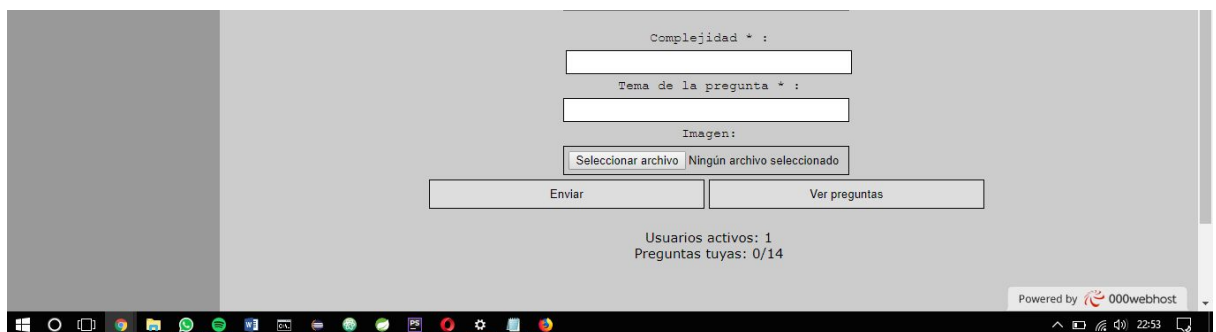 Complejidad * :
Tema de la pregunta * :
Imagen:
Seleccionar archivo Ningún archivo seleccionado
Enviar Ver preguntas
Usuarios activos: 1
Preguntas tuyas: 0/14
Powered by 000webhost
22:53